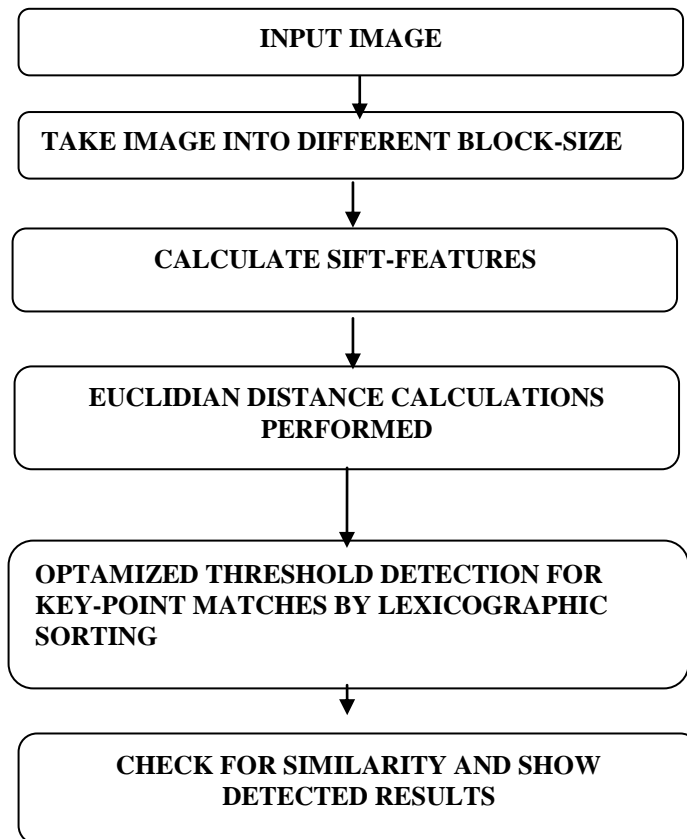 INPUT IMAGE
TAKE IMAGE INTO DIFFERENT BLOCK-SIZE
CALCULATE SIFT-FEATURES
EUCLIDIAN DISTANCE CALCULATIONS
PERFORMED
OPTAMIZED THRESHOLD DETECTION FOR
KEY-POINT MATCHES BY LEXICOGRAPHIC
SORTING
CHECK FOR SIMILARITY AND SHOW
DETECTED RESULTS